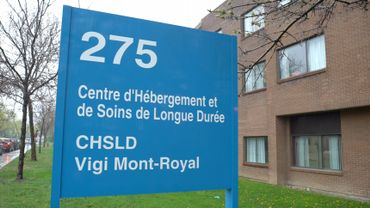 275
Centre d'Hébergement et
de Soins de Longue Durée
CHSLD
Vigi Mont-Royal